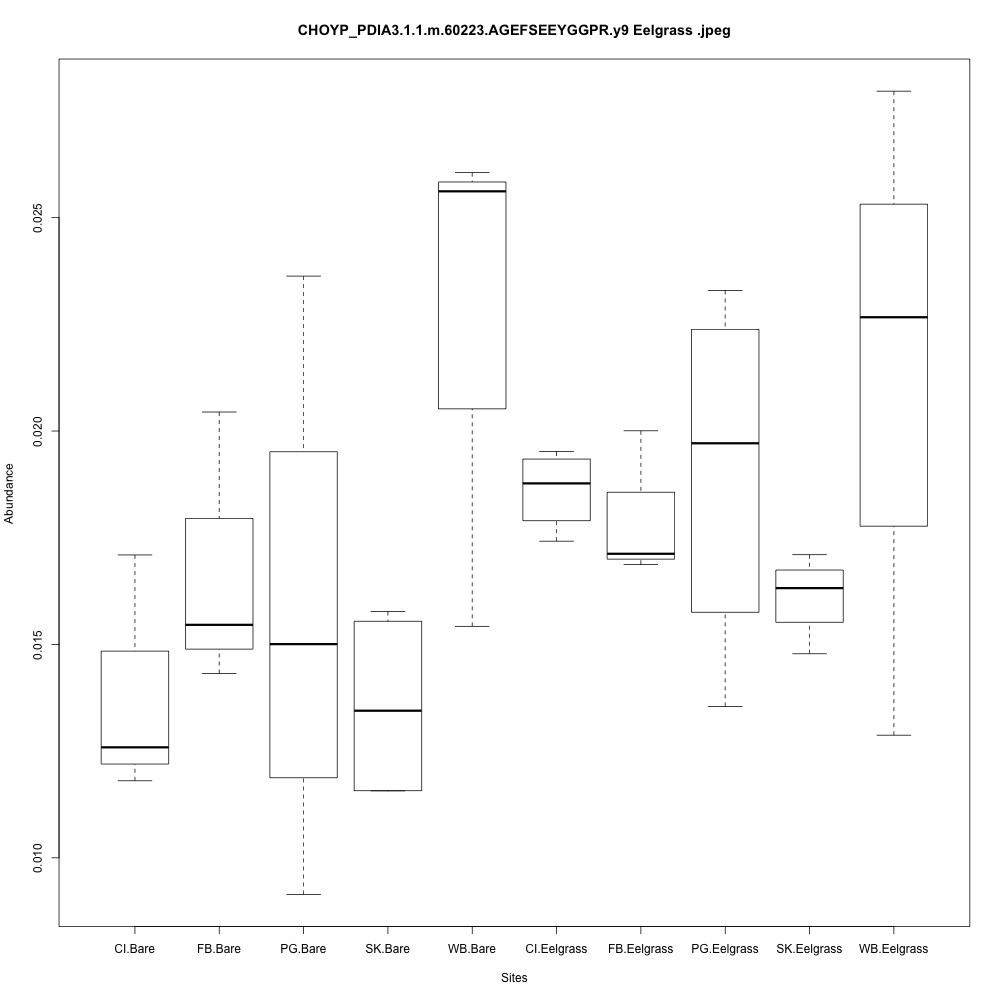 CHOYP_PDIA3.1.1.m.60223.AGEFSEEYGGPR.y9 Eelgrass .jpeg
Abundance
0.025
0.020
0.015
0.010
CI.Bare FB.Bare PG.Bare SK.Bare WB.Bare CI.Eelgrass FB.Eelgrass PG.Eelgrass SK.Eelgrass WB.Eelgrass
Sites